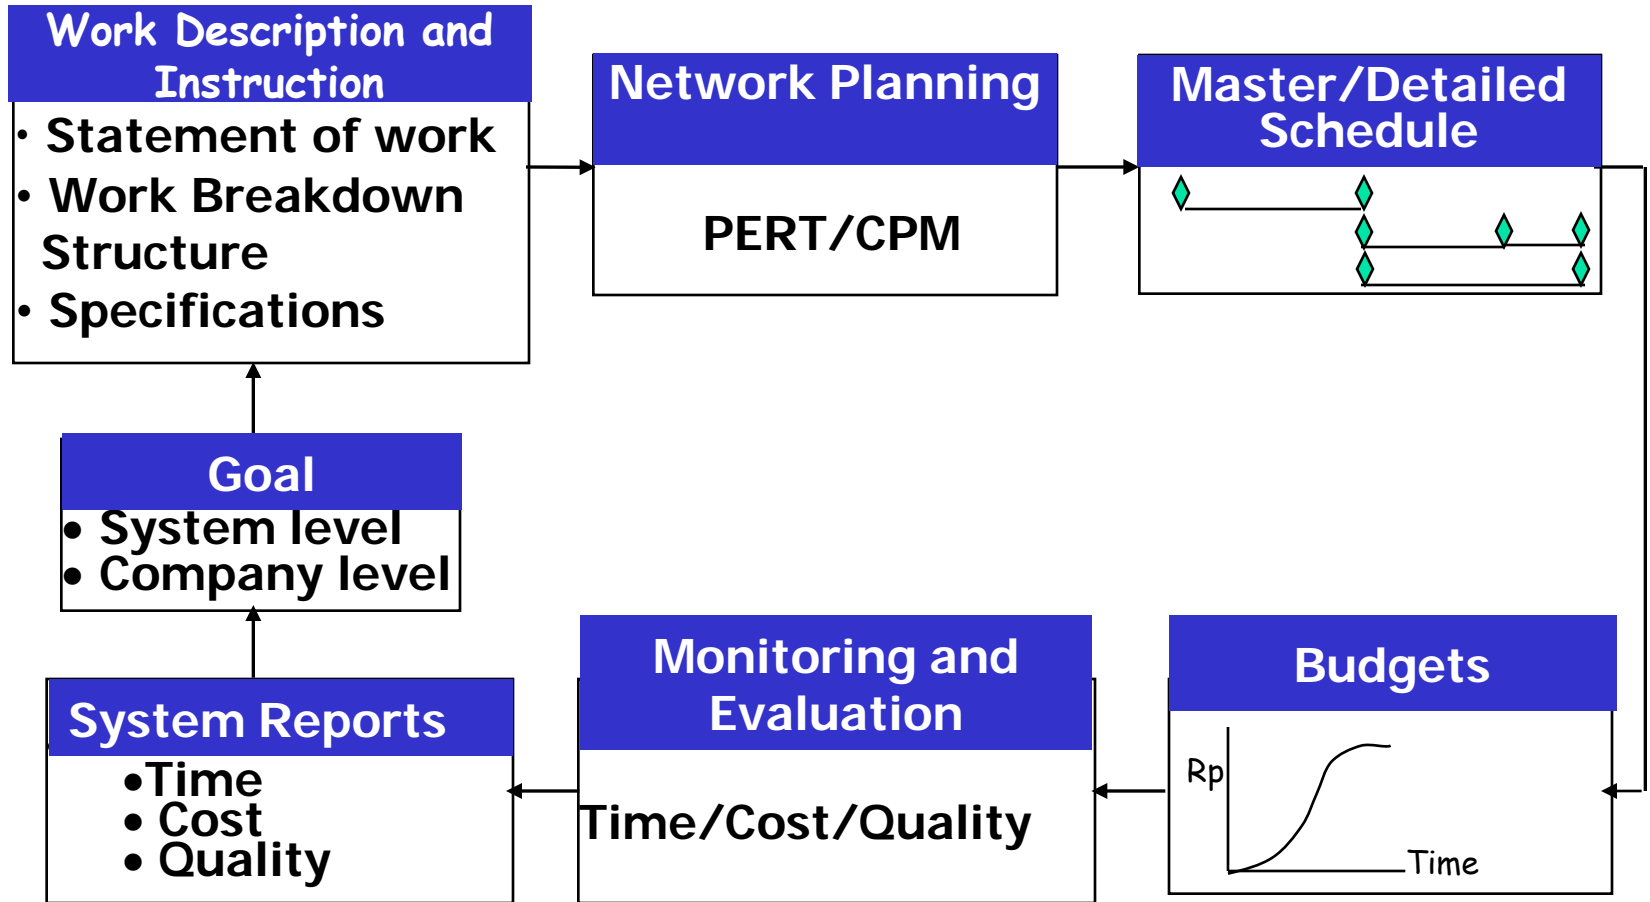 Work Description and
Instruction
• Statement of work
• Work Breakdown
Structure
• Specifications
Network Planning
PERT/CPM
Master/Detailed
Schedule
Goal
• System level
• Company level
System Reports
•Time
• Cost
• Quality
Monitoring and
Evaluation
Time/Cost/Quality
Budgets
Rp
Time